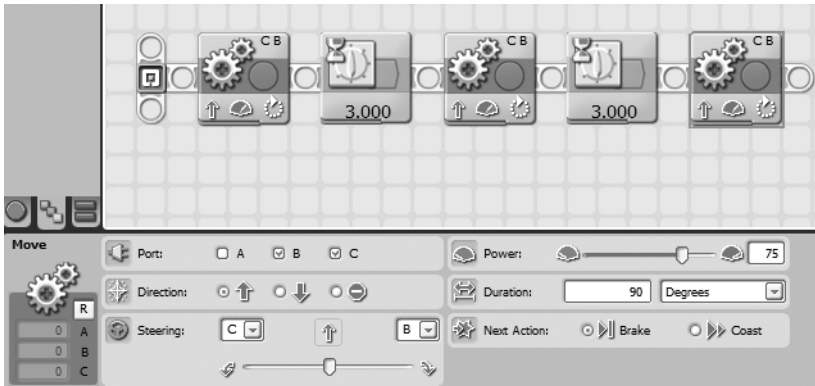 C B
C B
C B
3.000
3.000
Move
R
0 A
0 B
0 C
Port: A B C
Direction:
Steering: C B
Power: 75
Duration: 90 Degrees
Next Action: Brake Coast